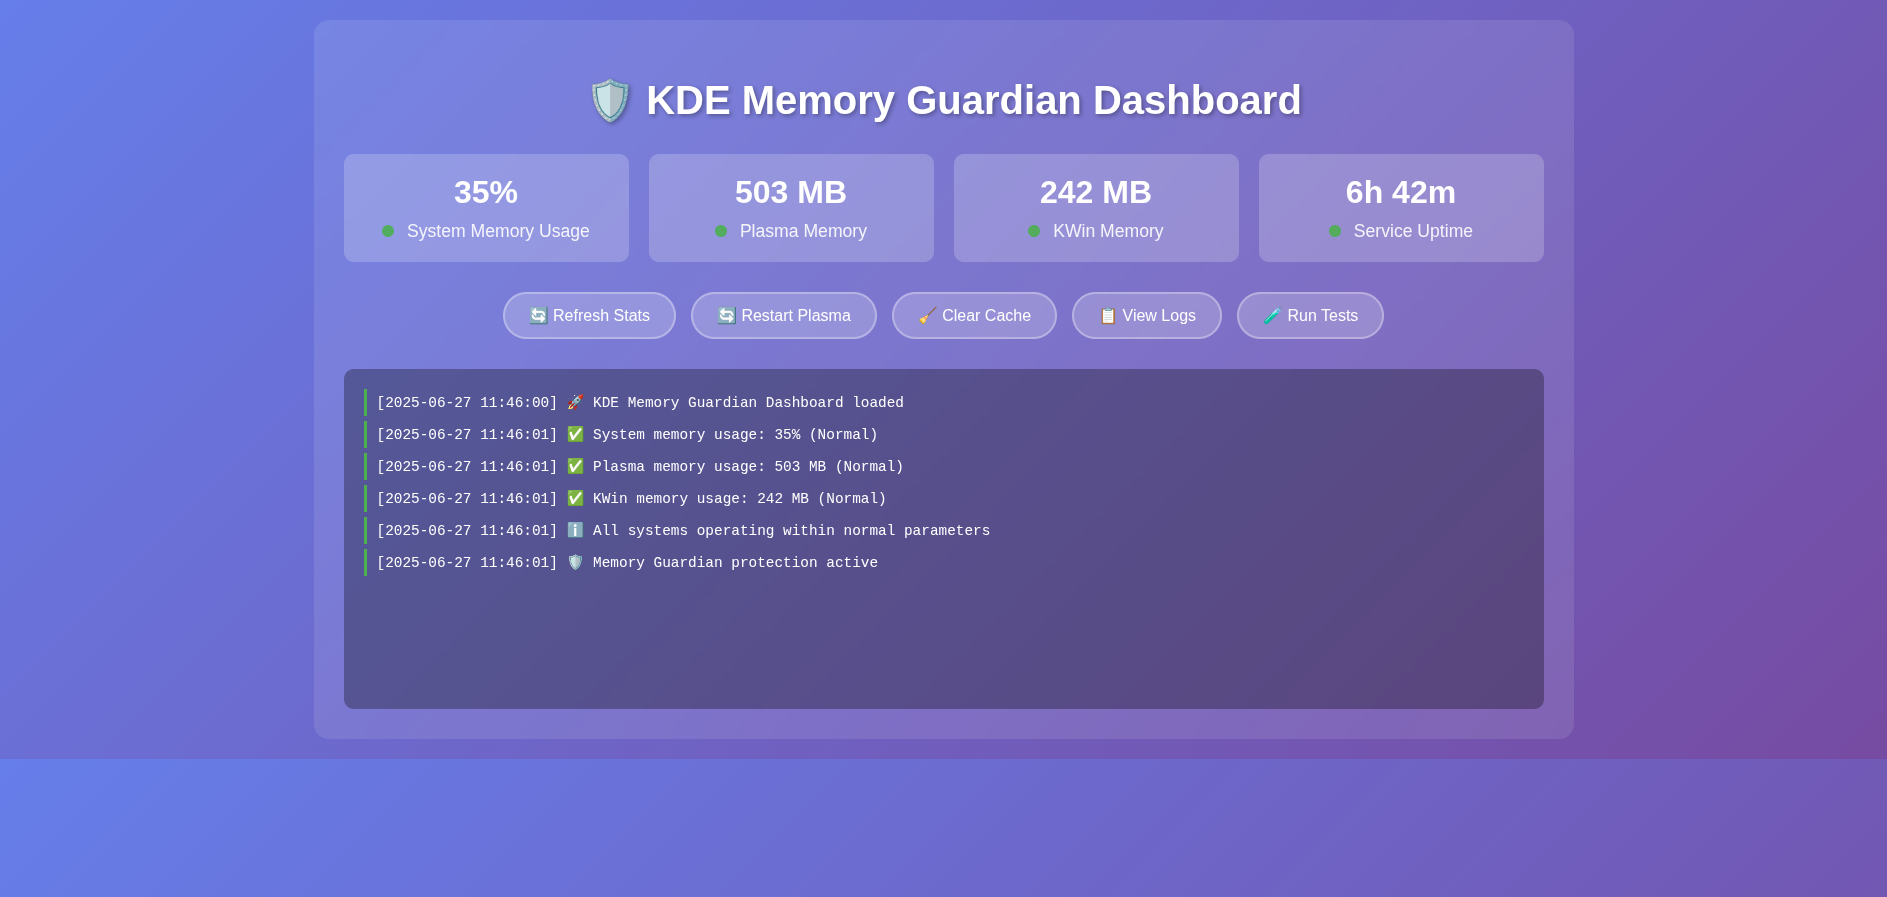 🛡️ KDE Memory Guardian Dashboard
35%
System Memory Usage
503 MB
Plasma Memory
242 MB
KWin Memory
6h 42m
Service Uptime
🔄 Refresh Stats
🔄 Restart Plasma
🧹 Clear Cache
📋 View Logs
🧪 Run Tests
[2025-06-27 11:46:00] 🚀 KDE Memory Guardian Dashboard loaded
[2025-06-27 11:46:01] ✅ System memory usage: 35% (Normal)
[2025-06-27 11:46:01] ✅ Plasma memory usage: 503 MB (Normal)
[2025-06-27 11:46:01] ✅ KWin memory usage: 242 MB (Normal)
[2025-06-27 11:46:01] ℹ️ All systems operating within normal parameters
[2025-06-27 11:46:01] 🛡️ Memory Guardian protection active